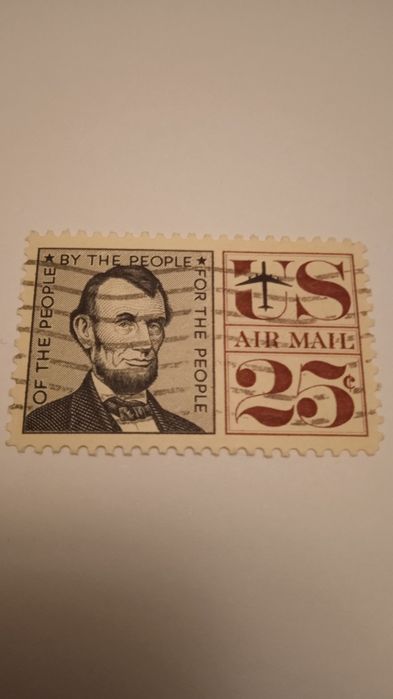 OF THE PEOPLE ★ BY THE PEOPLE ★ FOR THE PEOPLE
US
AIR MAIL
25¢